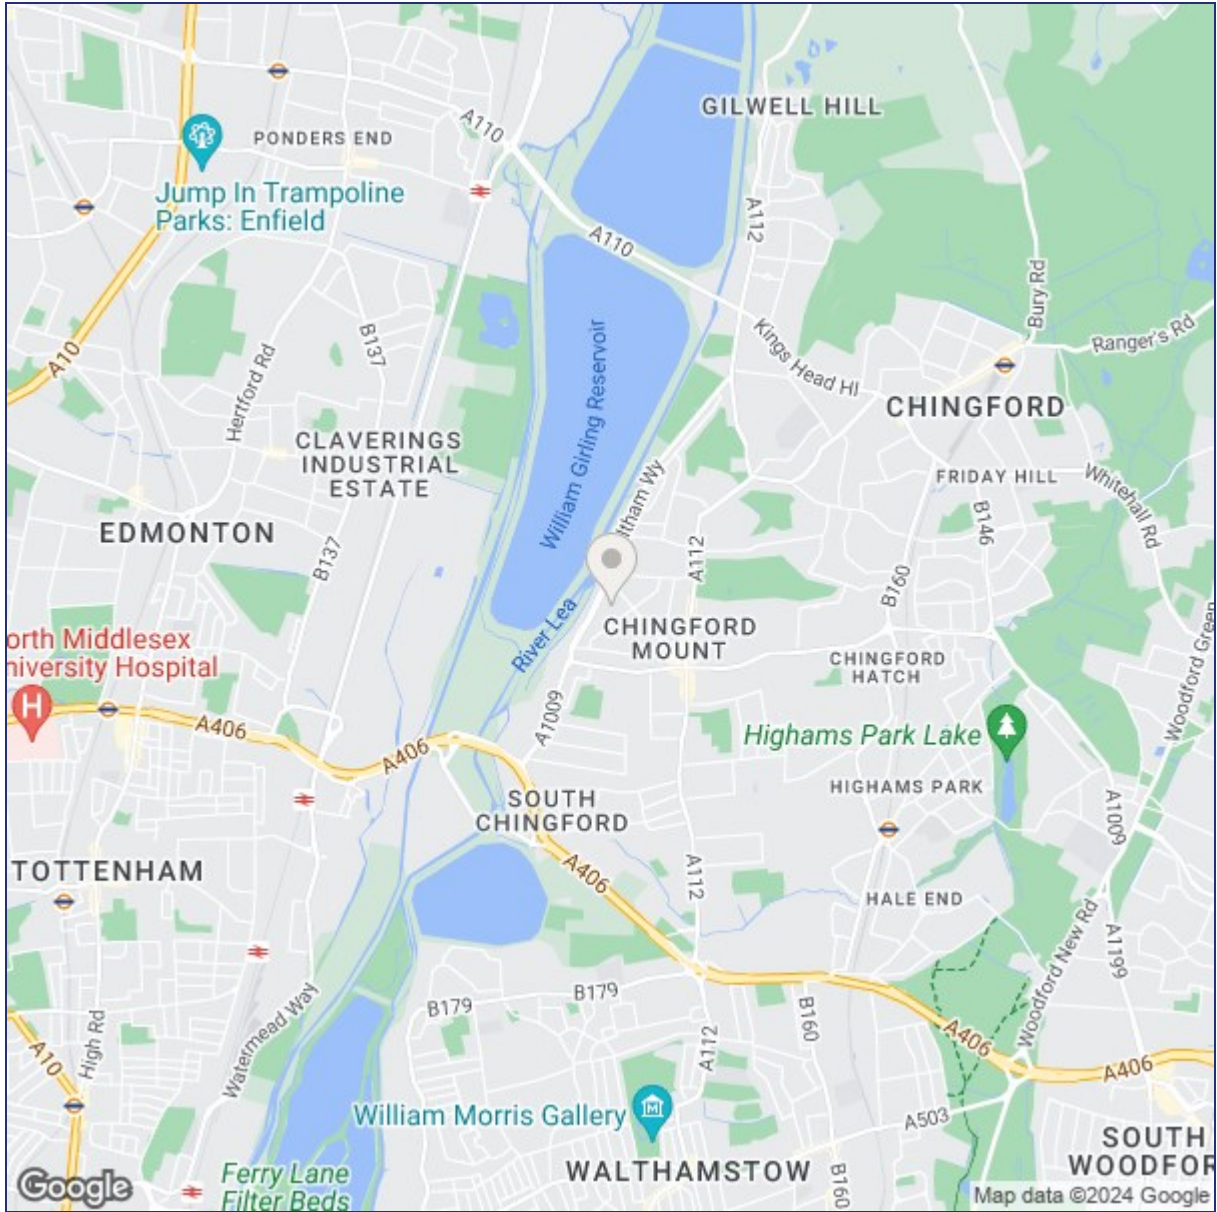 GILWELL HILL
A110
PONDERS END
Jump In Trampoline
Parks: Enfield
A112
A110
Bury Rd
Ranger's Rd
Kings Head Hl
A10
B137
Hertford Rd
William Girling Reservoir
CHINGFORD
CLAVERINGS
INDUSTRIAL
ESTATE
FRIDAY HILL
Whitehall Rd
ltham Wy
B146
EDMONTON
B137
A112
B160
River Lea
CHINGFORD
MOUNT
orth Middlesex
niversity Hospital
H
CHINGFORD
HATCH
Woodford Green
A406
A1009
A406
Highams Park Lake
HIGHAMS PARK
A1009
SOUTH
CHINGFORD
TOTTENHAM
A406
A112
HALE END
Woodford New Rd
A1199
B179
B179
B160
Watermead Way
High Rd
A10
A112
A406
A406
William Morris Gallery
A503
SOUTH
WOODFOR
WALTHAMSTOW
B160
Ferry Lane
Filter Beds
Google
Map data ©2024 Google